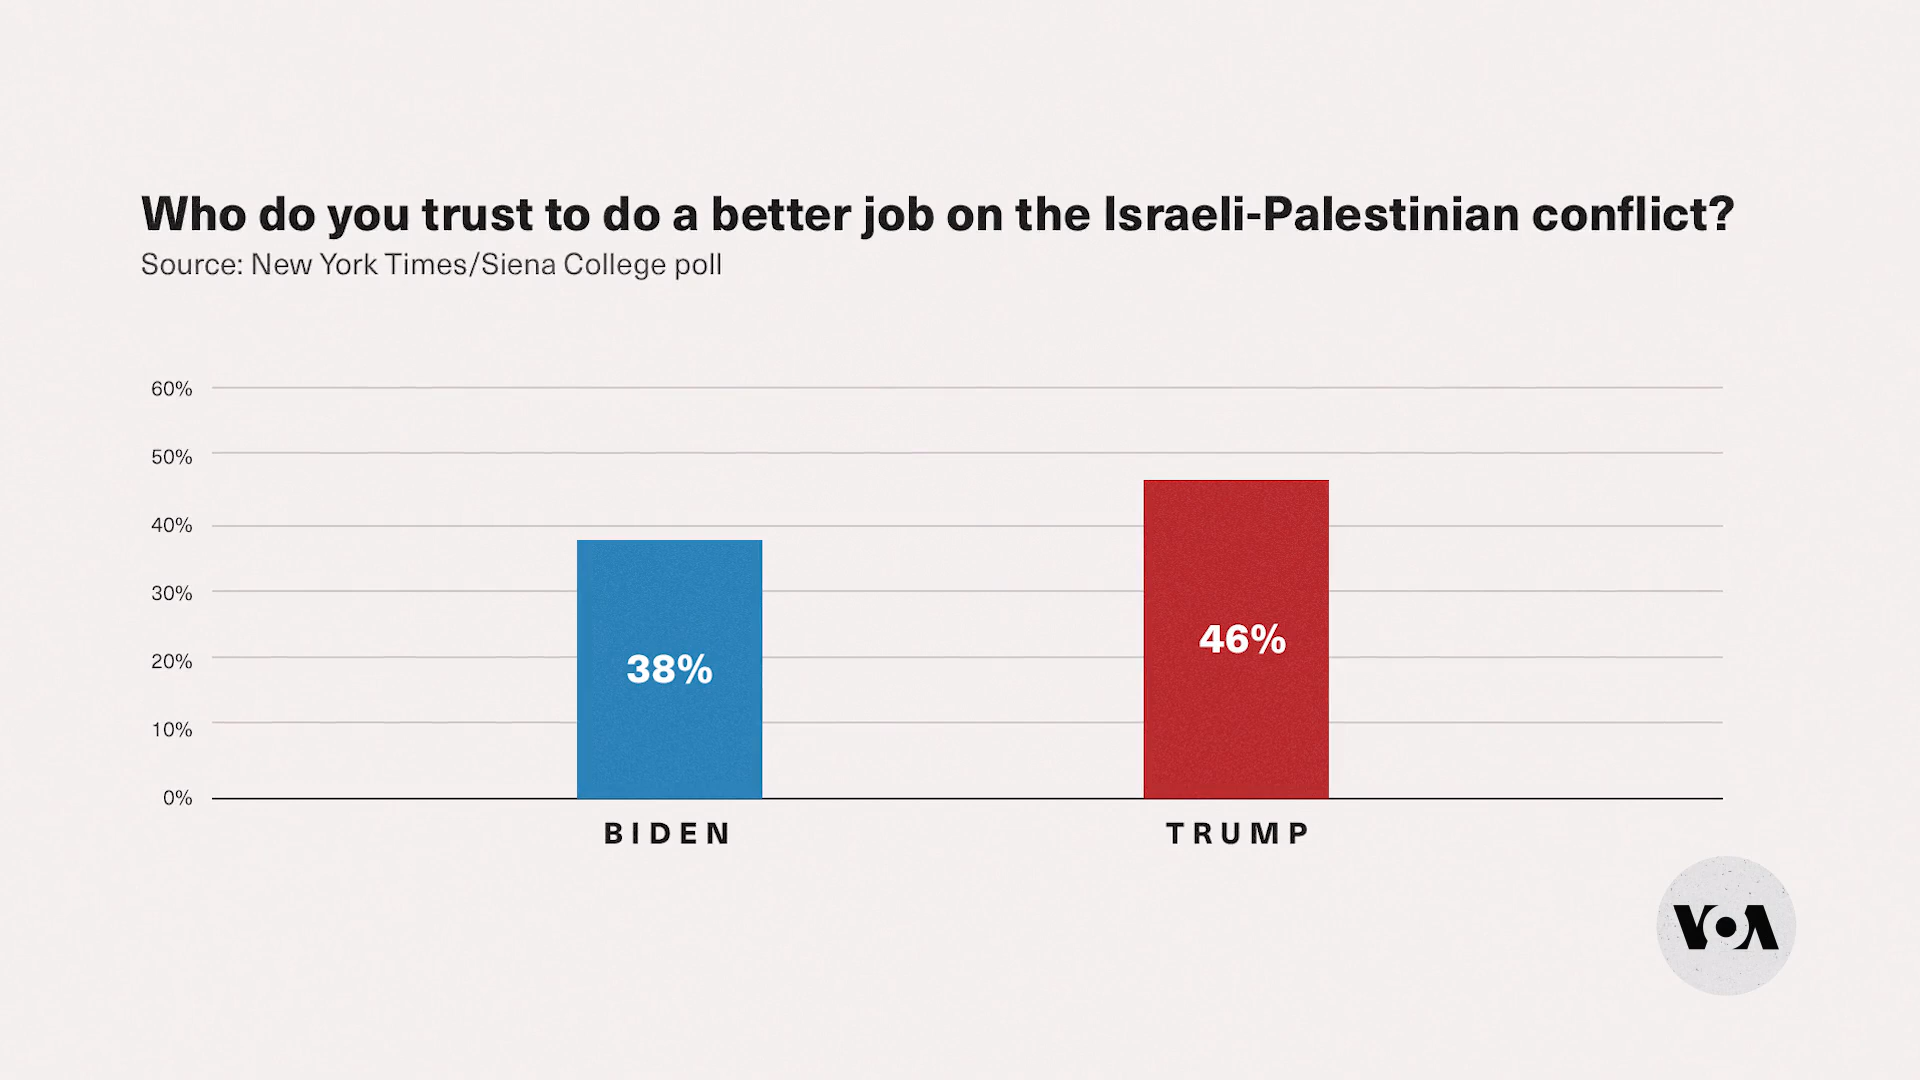 Who do you trust to do a better job on the Israeli-Palestinian conflict?
Source: New York Times/Siena College poll
60%
50%
40%
30%
20%
10%
0%
38%
46%
BIDEN
TRUMP
VOA